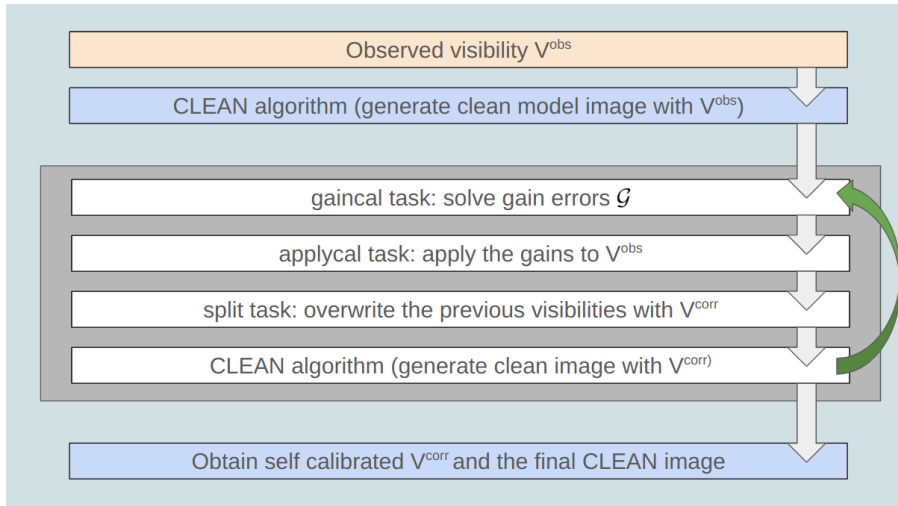 Observed visibility V^obs
CLEAN algorithm (generate clean model image with V^obs)
gaincal task: solve gain errors 𝒢
applycal task: apply the gains to V^obs
split task: overwrite the previous visibilities with V^corr
CLEAN algorithm (generate clean image with V^corr)
Obtain self calibrated V^corr and the final CLEAN image